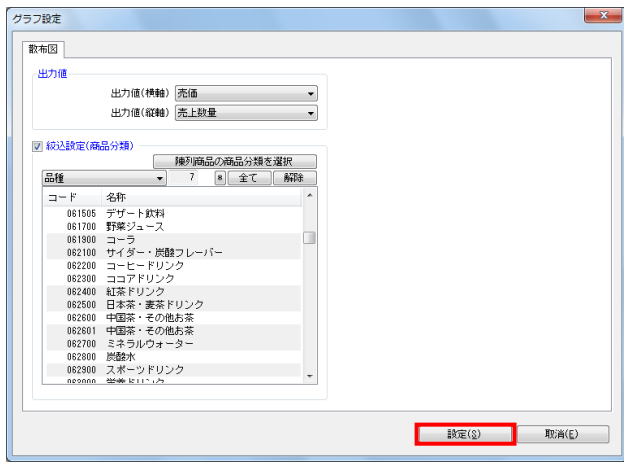 グラフ設定
散布図
出力値
出力値(横軸) 売価
出力値(縦軸) 売上数量
絞込設定(商品分類)
陳列商品の商品分類を選択
品種 7 8 全て 解除
コード 名称
061505 デザート飲料
061700 野菜ジュース
061900 コーラ
062100 サイダー・炭酸フレーバー
062200 コーヒードリンク
062300 ココアドリンク
062400 紅茶ドリンク
062500 日本茶・麦茶ドリンク
062600 中国茶・その他お茶
062601 中国茶・その他お茶
062700 ミネラルウォーター
062800 炭酸水
062900 スポーツドリンク
設定(S) 取消(E)